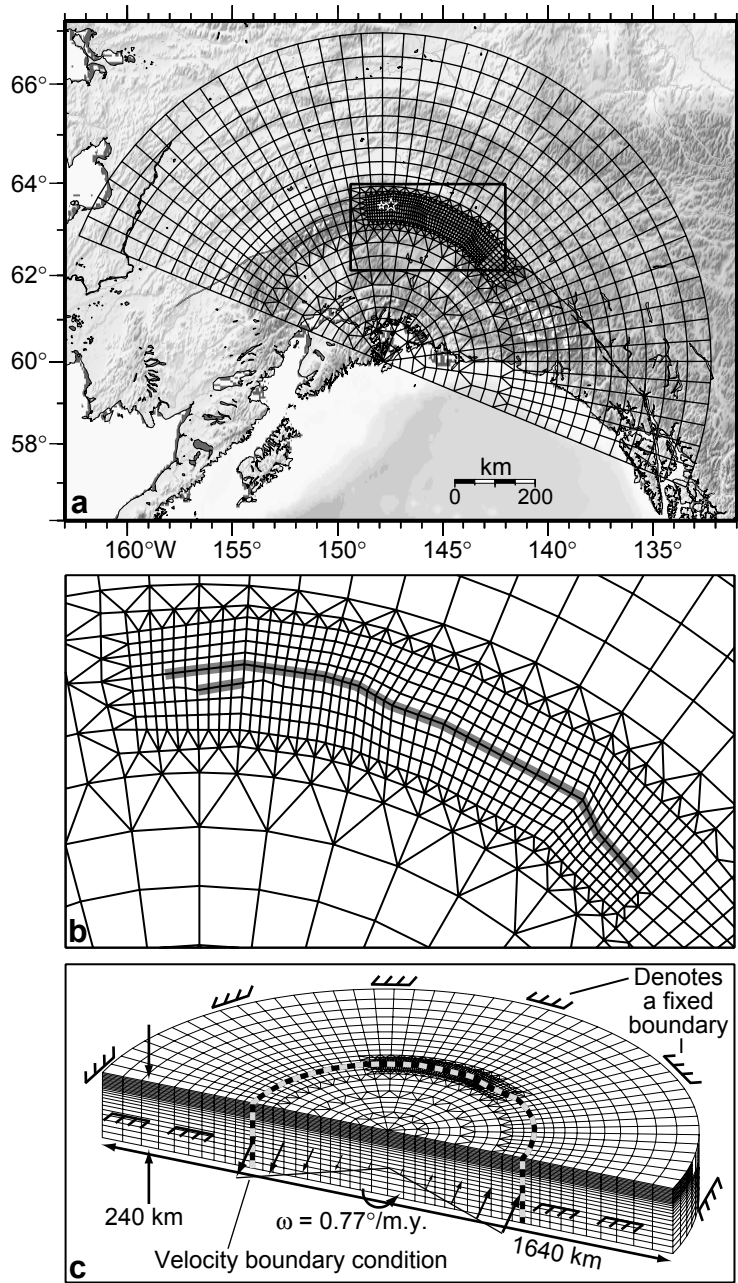 66°
64°
62°
60°
58°
km
0 200
a
160°W 155° 150° 145° 140° 135°
b
Denotes
a fixed
boundary
240 km
ω = 0.77°/m.y.
1640 km
Velocity boundary condition
c